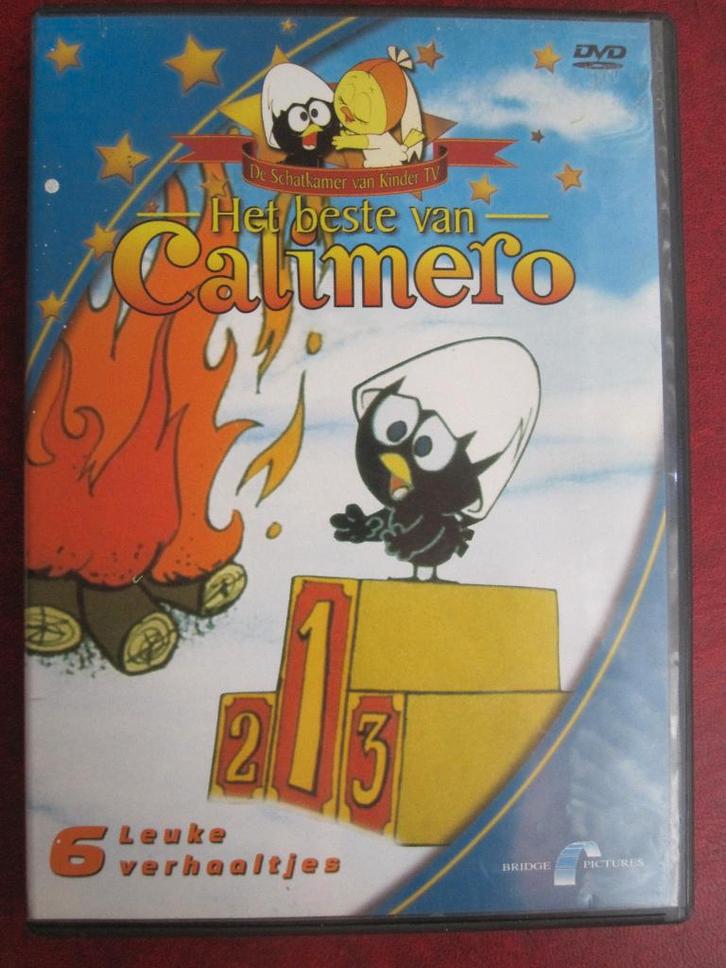 DVD
De Schatkamer van Kinder TV
Het beste van
Calimero
1
2 3
6 Leuke
verhaaltjes
BRIDGE PICTURES